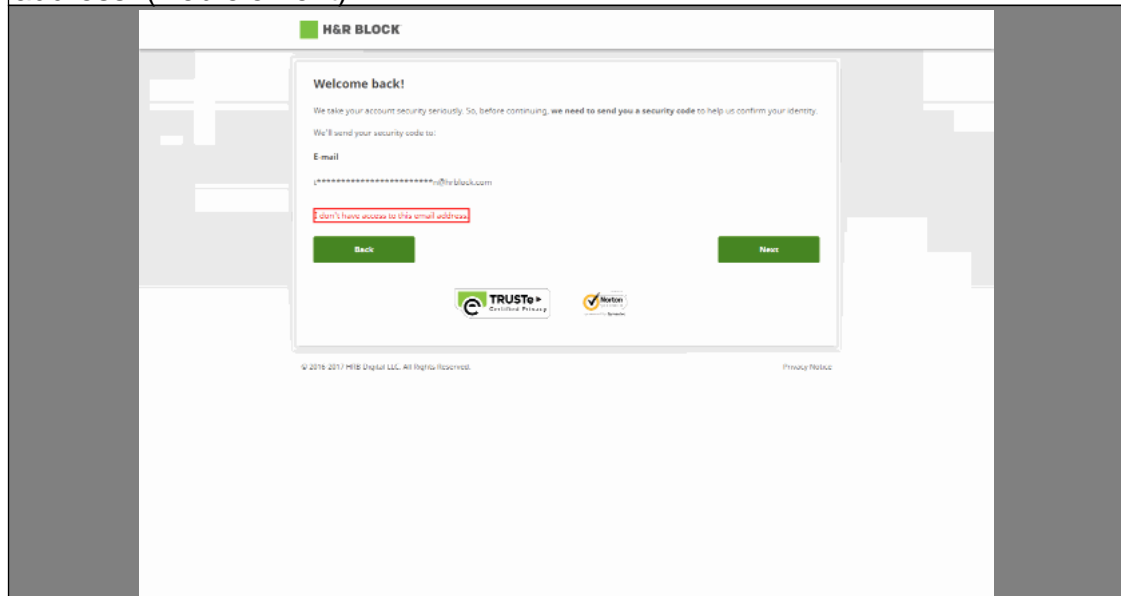 H&R BLOCK
Welcome back!
We take your account security seriously. So, before continuing, we need to send you a security code to help us confirm your identity.
We'll send your security code to:
E-mail
t************************n@hrblock.com
I don't have access to this email address.
Back Next
TRUSTe
Certified Privacy
Norton
powered by Symantec
© 2016-2017 HRB Digital LLC. All Rights Reserved. Privacy Notice